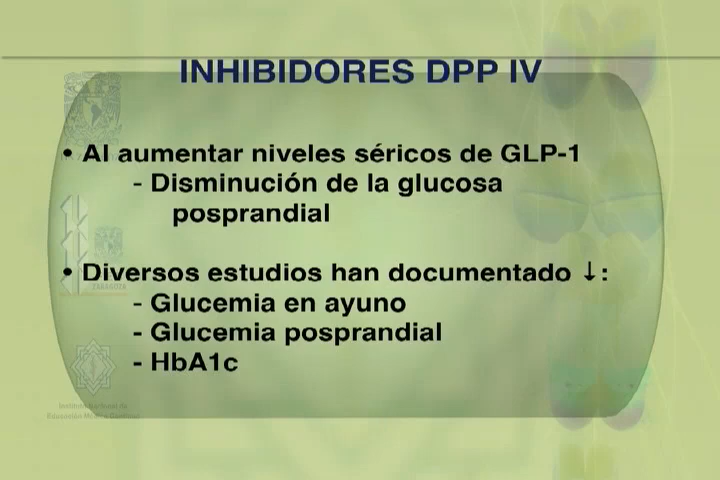 INHIBIDORES DPP IV
• Al aumentar niveles séricos de GLP-1
- Disminución de la glucosa
posprandial
• Diversos estudios han documentado ↓:
- Glucemia en ayuno
- Glucemia posprandial
- HbA1c
ZARAGOZA